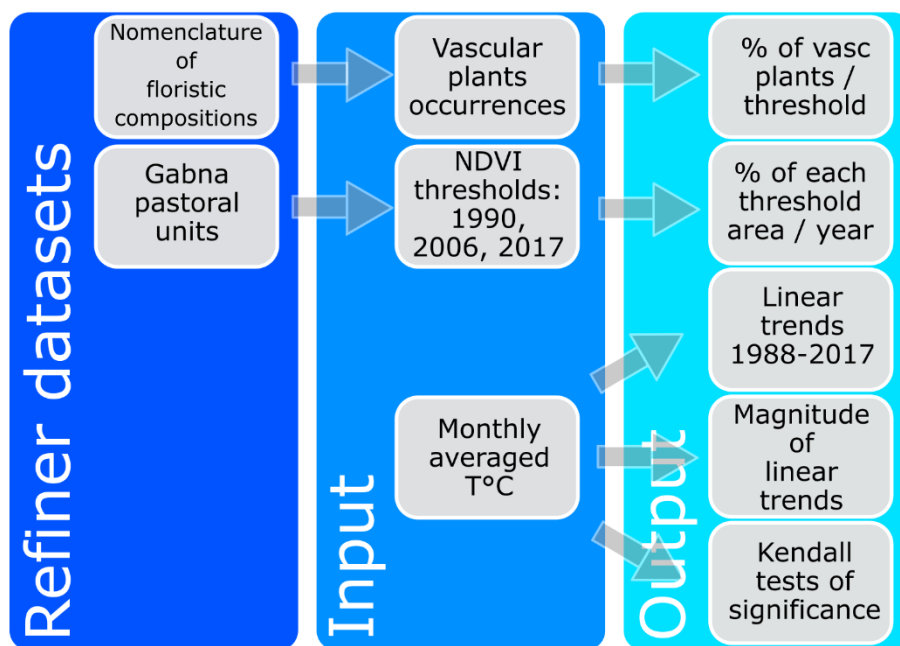 Refiner datasets
Nomenclature
of
floristic
compositions
Gabna
pastoral
units
Input
Vascular
plants
occurrences
NDVI
thresholds:
1990,
2006, 2017
Monthly
averaged
T°C
Output
% of vasc
plants /
threshold
% of each
threshold
area / year
Linear
trends
1988-2017
Magnitude
of
linear
trends
Kendall
tests of
significance